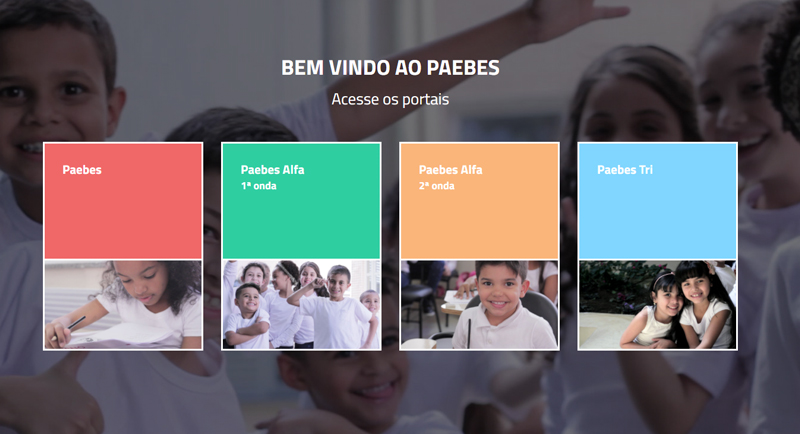 BEM VINDO AO PAEBES
Acesse os portais
Paebes
Paebes Alfa
1ª onda
Paebes Alfa
2ª onda
Paebes Tri